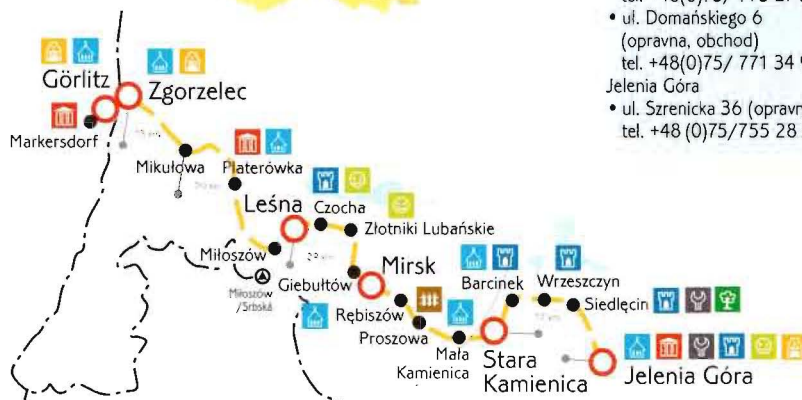 • ul. Domańskiego 6
(opravna, obchod)
tel. +48(0)75/ 771 34
Jelenia Góra
• ul. Szrenicka 36
tel. +48 (0)75/755 28
Görlitz
Zgorzelec
Markersdorf
Mikułowa
Platerówka
Leśna
Czocha
Złotniki Lubańskie
Miłoszów
Miłoszów
/Srbská
Giebułtów
Mirsk
Rębiszów
Proszowa
Mała
Kamienica
Barcinek
Wrzeszczyn
Siedlęcin
Stara
Kamienica
Jelenia Góra